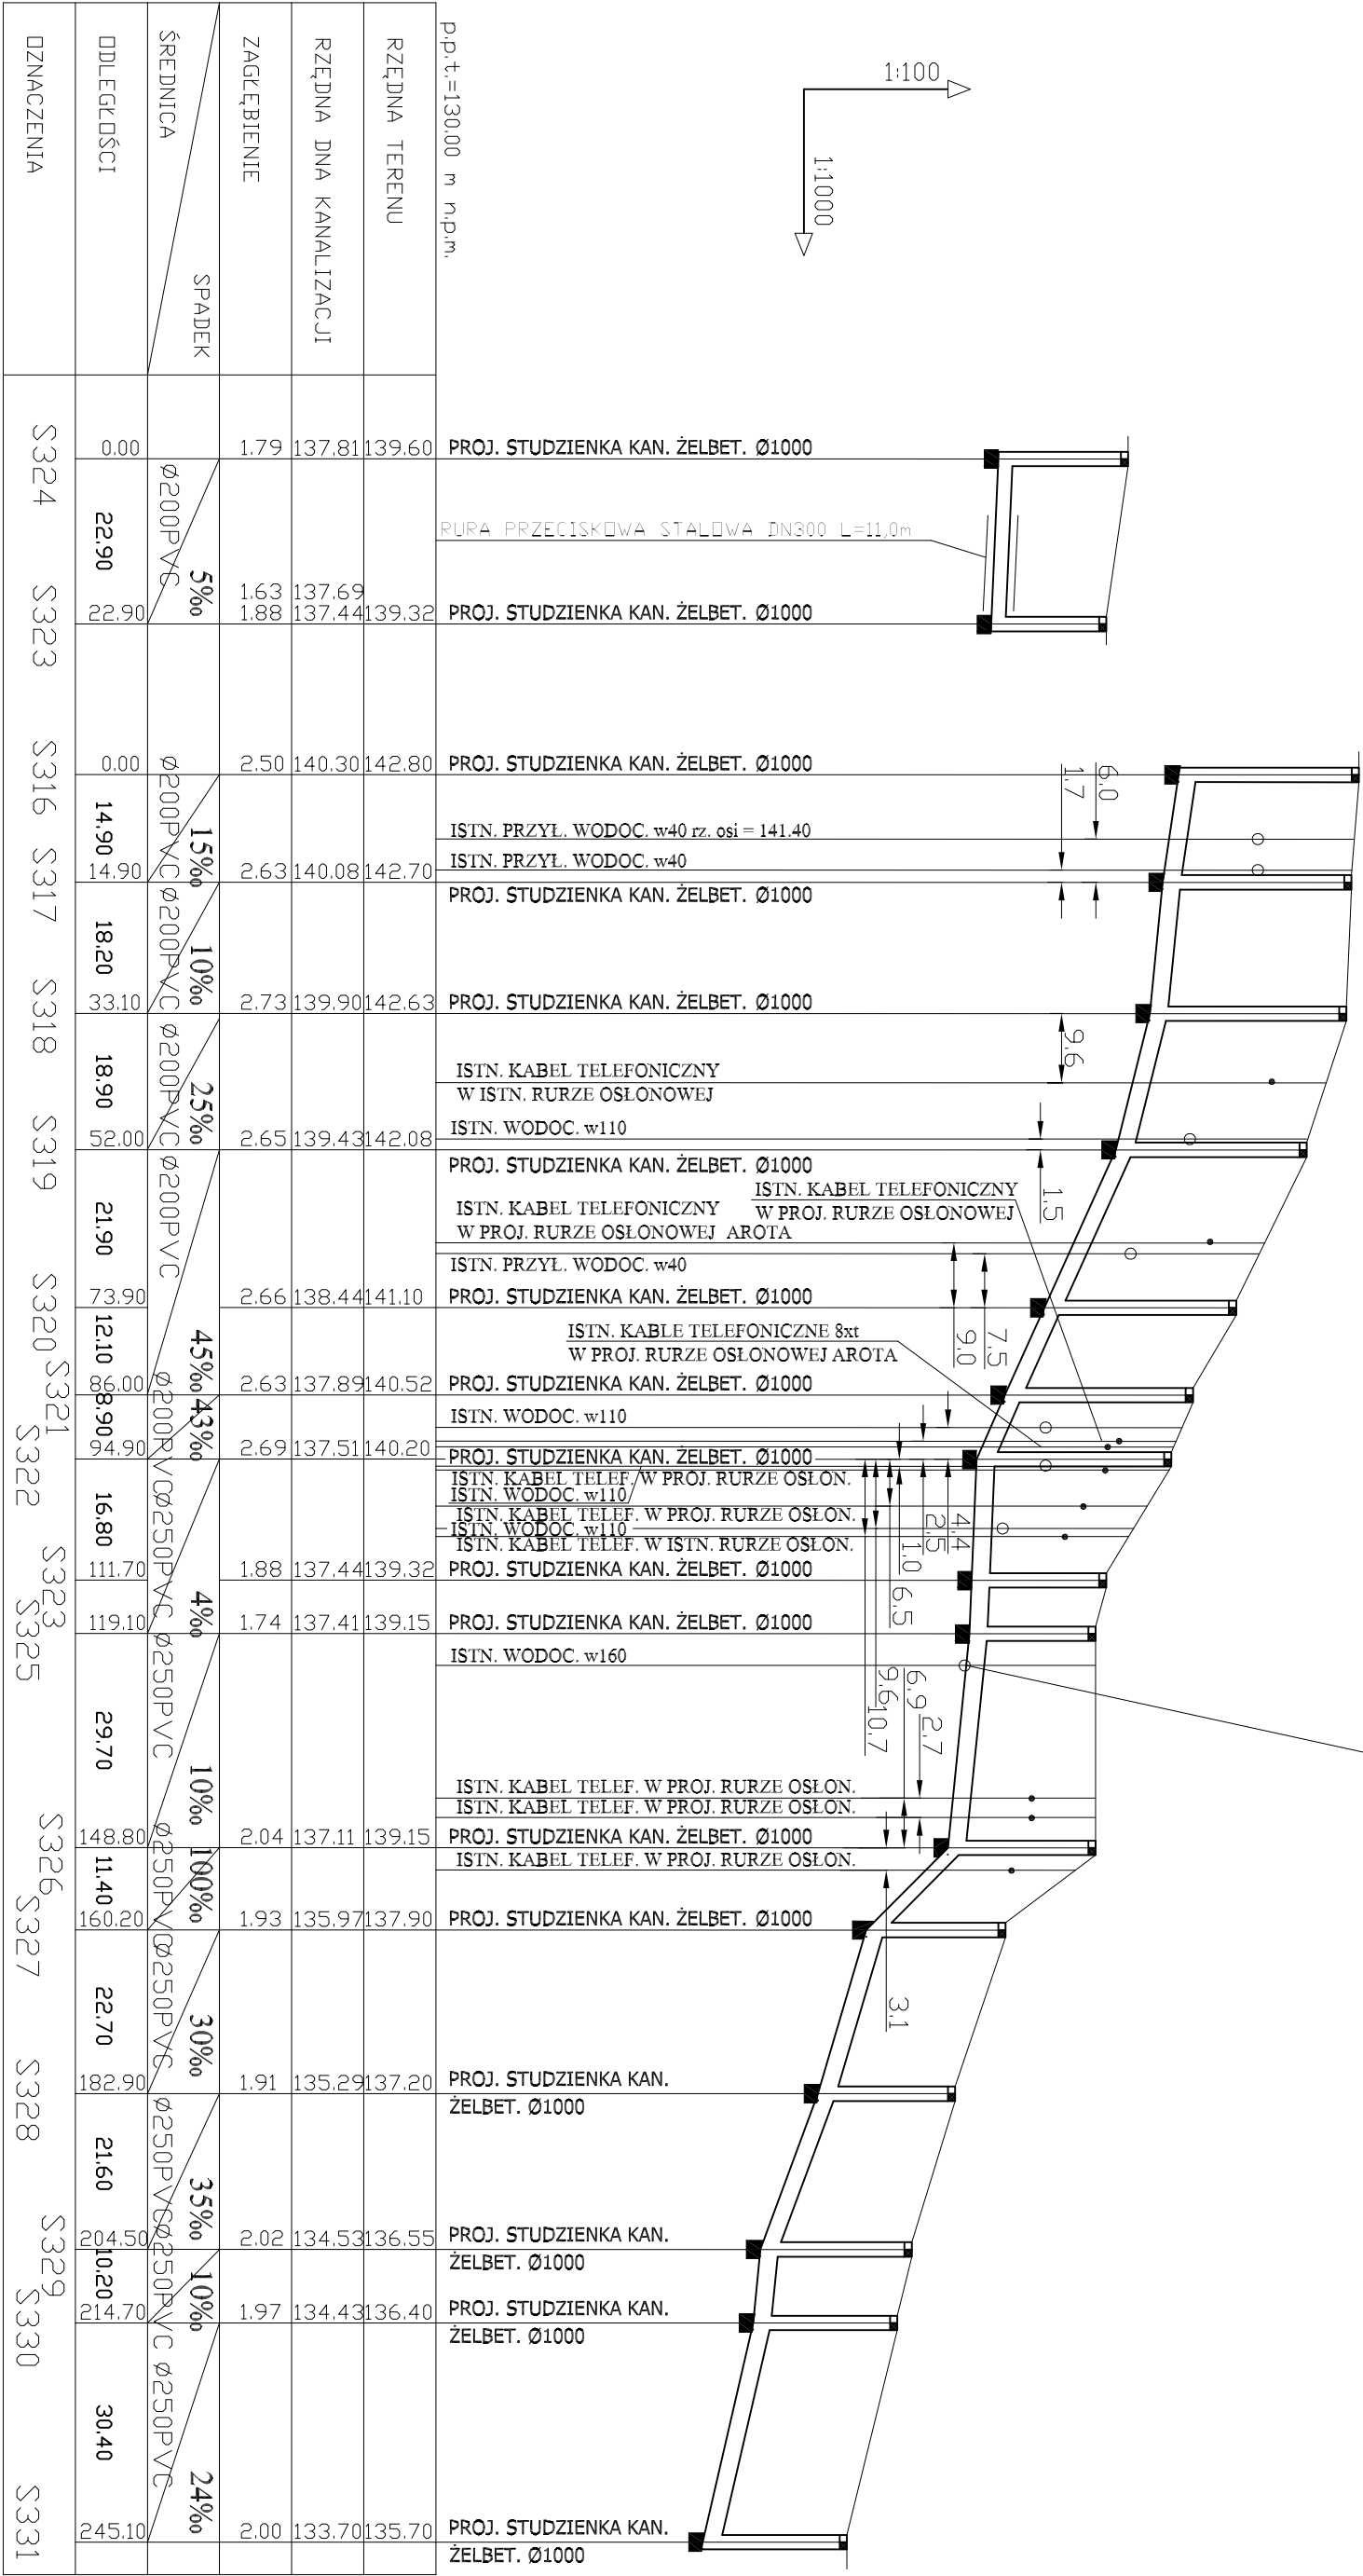 1:100
1:1000
p.p.t.=130.00 m n.p.m.
RZĘDNA TERENU
RZĘDNA DNA KANALIZACJI
ZAGŁĘBIENIE
SPADEK
ŚREDNICA
ODLEGŁOŚCI
OZNACZENIA
PROJ. STUDZIENKA KAN. ŻELBET. Ø1000
139.60
137.81
1.79
0.00
S324
RURA PRZECISKOWA STALOWA DN300 L=11,0m
5‰
Ø200PVC
22.90
137.69
1.63
PROJ. STUDZIENKA KAN. ŻELBET. Ø1000
139.32
137.44
1.88
22.90
S323
PROJ. STUDZIENKA KAN. ŻELBET. Ø1000
142.80
140.30
2.50
0.00
S316
6.0
1.7
ISTN. PRZYŁ. WODOC. w40 rz. osi = 141.40
ISTN. PRZYŁ. WODOC. w40
15‰
Ø200PVC
14.90
PROJ. STUDZIENKA KAN. ŻELBET. Ø1000
142.70
140.08
2.63
14.90
S317
10‰
Ø200PVC
18.20
PROJ. STUDZIENKA KAN. ŻELBET. Ø1000
142.63
139.90
2.73
33.10
S318
9.6
ISTN. KABEL TELEFONICZNY
W ISTN. RURZE OSŁONOWEJ
ISTN. WODOC. w110
25‰
Ø200PVC
18.90
PROJ. STUDZIENKA KAN. ŻELBET. Ø1000
142.08
139.43
2.65
52.00
S319
1.5
ISTN. KABEL TELEFONICZNY
W PROJ. RURZE OSŁONOWEJ
ISTN. KABEL TELEFONICZNY
W PROJ. RURZE OSŁONOWEJ AROTA
ISTN. PRZYŁ. WODOC. w40
Ø200PVC
21.90
7.5
9.0
PROJ. STUDZIENKA KAN. ŻELBET. Ø1000
141.10
138.44
2.66
73.90
S320
ISTN. KABLE TELEFONICZNE 8xt
W PROJ. RURZE OSŁONOWEJ AROTA
45‰
12.10
PROJ. STUDZIENKA KAN. ŻELBET. Ø1000
140.52
137.89
2.63
86.00
S321
ISTN. WODOC. w110
43‰
Ø200PVC
8.90
PROJ. STUDZIENKA KAN. ŻELBET. Ø1000
140.20
137.51
2.69
94.90
S322
ISTN. KABEL TELEF. W PROJ. RURZE OSŁON.
ISTN. WODOC. w110
ISTN. KABEL TELEF. W PROJ. RURZE OSŁON.
ISTN. WODOC. w110
ISTN. KABEL TELEF. W ISTN. RURZE OSŁON.
4.4
2.5
1.0
6.5
9.6
10.7
Ø250PVC
16.80
PROJ. STUDZIENKA KAN. ŻELBET. Ø1000
139.32
137.44
1.88
111.70
S323
4‰
PROJ. STUDZIENKA KAN. ŻELBET. Ø1000
139.15
137.41
1.74
119.10
S325
ISTN. WODOC. w160
6.9
2.7
10‰
Ø250PVC
29.70
ISTN. KABEL TELEF. W PROJ. RURZE OSŁON.
ISTN. KABEL TELEF. W PROJ. RURZE OSŁON.
PROJ. STUDZIENKA KAN. ŻELBET. Ø1000
139.15
137.11
2.04
148.80
S326
ISTN. KABEL TELEF. W PROJ. RURZE OSŁON.
3.1
100‰
Ø250PVC
11.40
PROJ. STUDZIENKA KAN. ŻELBET. Ø1000
137.90
135.97
1.93
160.20
S327
30‰
Ø250PVC
22.70
PROJ. STUDZIENKA KAN.
ŻELBET. Ø1000
137.20
135.29
1.91
182.90
S328
35‰
Ø250PVC
21.60
PROJ. STUDZIENKA KAN.
ŻELBET. Ø1000
136.55
134.53
2.02
204.50
S329
10‰
Ø250PVC
10.20
PROJ. STUDZIENKA KAN.
ŻELBET. Ø1000
136.40
134.43
1.97
214.70
S330
24‰
Ø250PVC
30.40
PROJ. STUDZIENKA KAN.
ŻELBET. Ø1000
135.70
133.70
2.00
245.10
S331